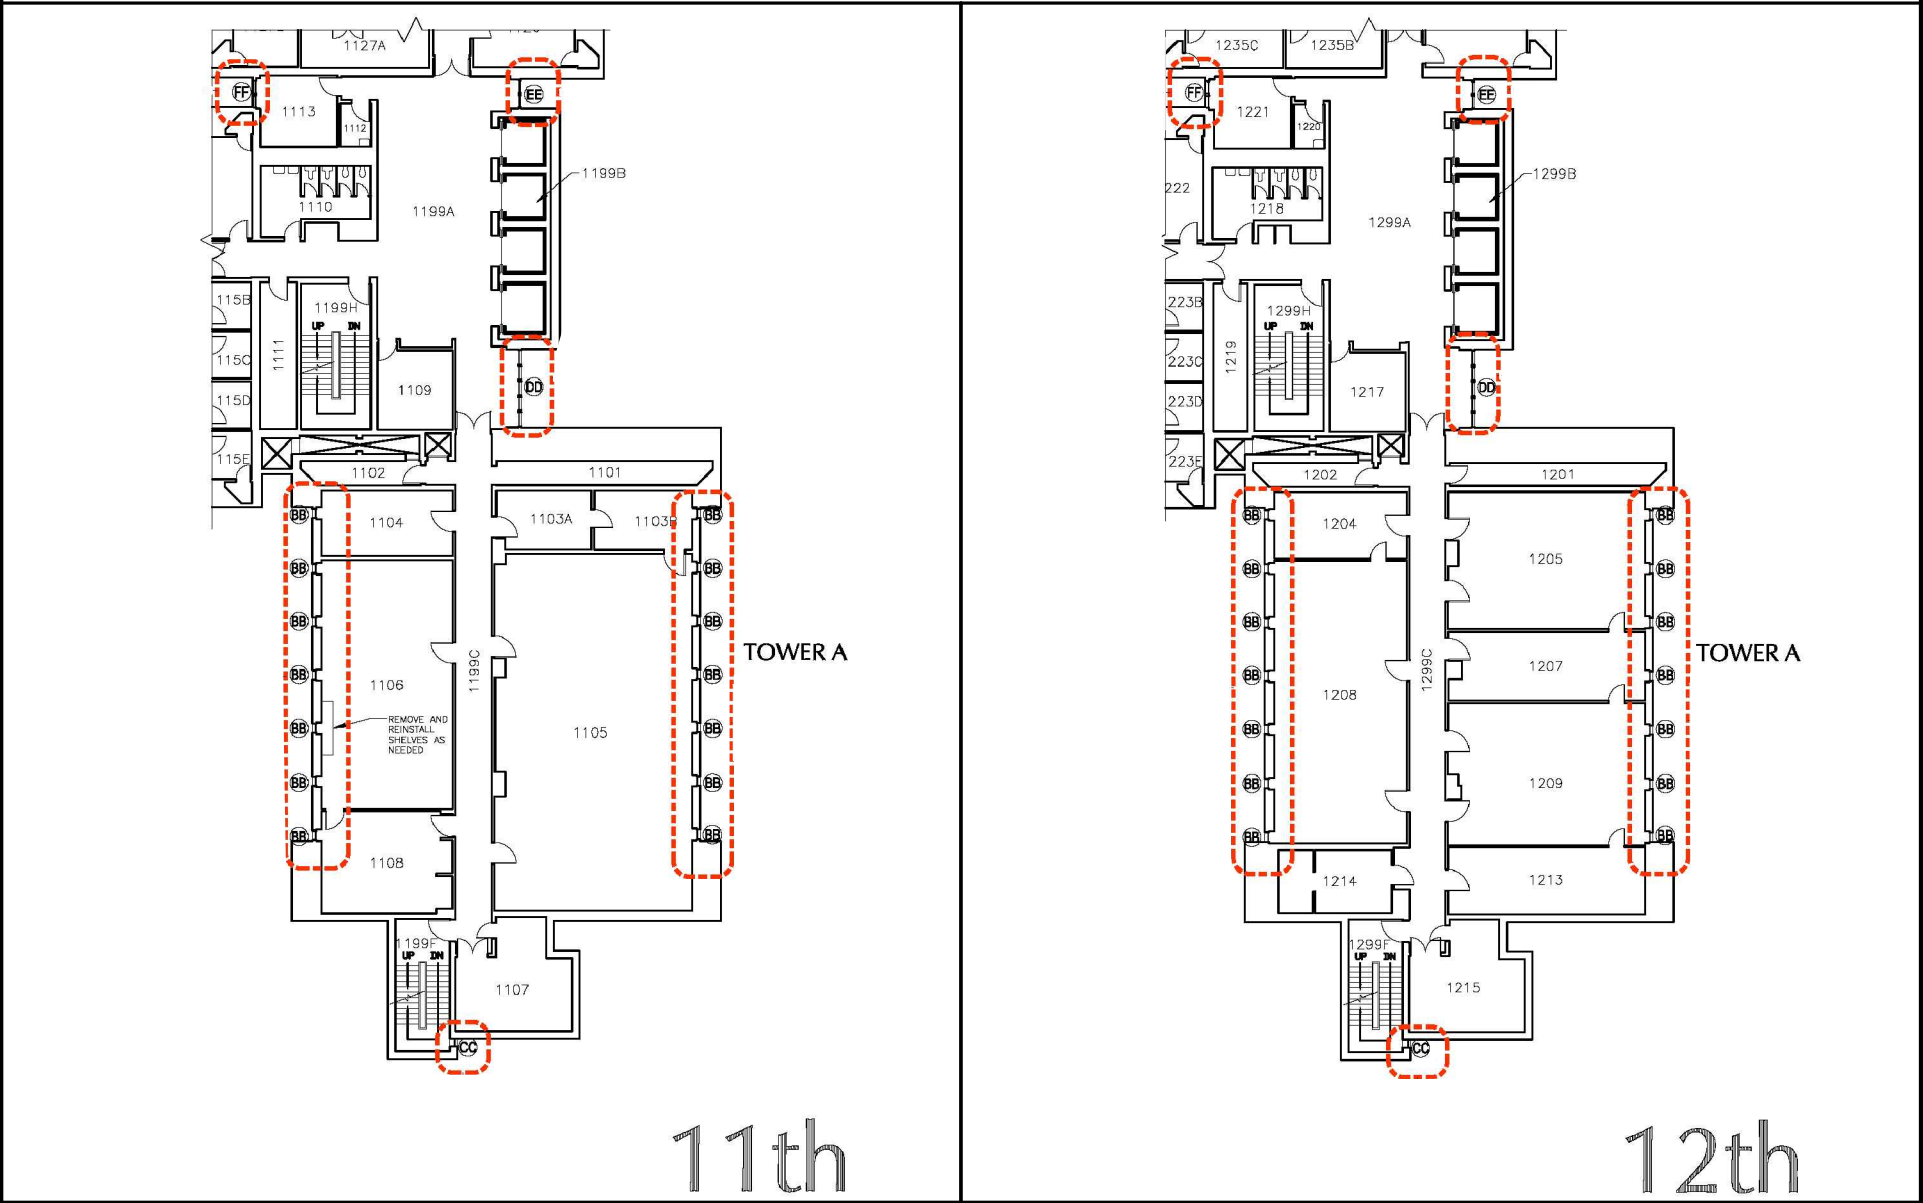 1127A
FF
EE
1113
1112
1199B
1110
1199A
115B
1199H
UP DN
1111
115C
1109
DD
115D
115E
1102
1101
BB
1104
1103A
1103B
BB
BB
BB
BB
BB
TOWER A
1199C
BB
1106
BB
REMOVE AND
REINSTALL
SHELVES AS
NEEDED
BB
1105
BB
BB
BB
BB
BB
1108
1199F
UP DN
1107
CC
11th
1235C
1235B
FF
EE
1221
1220
1299B
222
1218
1299A
223B
1299H
UP DN
1219
223C
1217
DD
223D
223E
1202
1201
BB
1204
BB
1205
BB
BB
BB
BB
TOWER A
1299C
1207
BB
1208
BB
BB
BB
1209
BB
BB
BB
BB
1214
1213
1299F
UP DN
1215
CC
12th